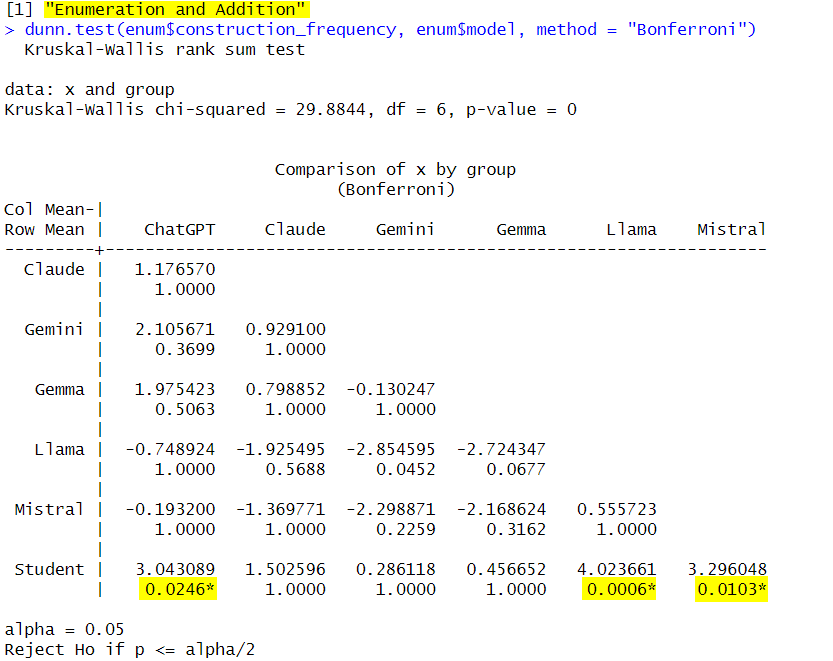 [1] "Enumeration and Addition"
> dunn.test(enum$construction_frequency, enum$model, method = "Bonferroni")
  Kruskal-Wallis rank sum test

data: x and group
Kruskal-Wallis chi-squared = 29.8844, df = 6, p-value = 0


                           Comparison of x by group
                                 (Bonferroni)
Col Mean-|
Row Mean |    ChatGPT     Claude     Gemini      Gemma      Llama    Mistral
---------+------------------------------------------------------------------
  Claude |   1.176570
         |     1.0000
         |
  Gemini |   2.105671   0.929100
         |     0.3699     1.0000
         |
   Gemma |   1.975423   0.798852  -0.130247
         |     0.5063     1.0000     1.0000
         |
   Llama |  -0.748924  -1.925495  -2.854595  -2.724347
         |     1.0000     0.5688     0.0452     0.0677
         |
 Mistral |  -0.193200  -1.369771  -2.298871  -2.168624   0.555723
         |     1.0000     1.0000     0.2259     0.3162     1.0000
         |
 Student |   3.043089   1.502596   0.286118   0.456652   4.023661   3.296048
         |    0.0246*     1.0000     1.0000     1.0000    0.0006*    0.0103*

alpha = 0.05
Reject Ho if p <= alpha/2